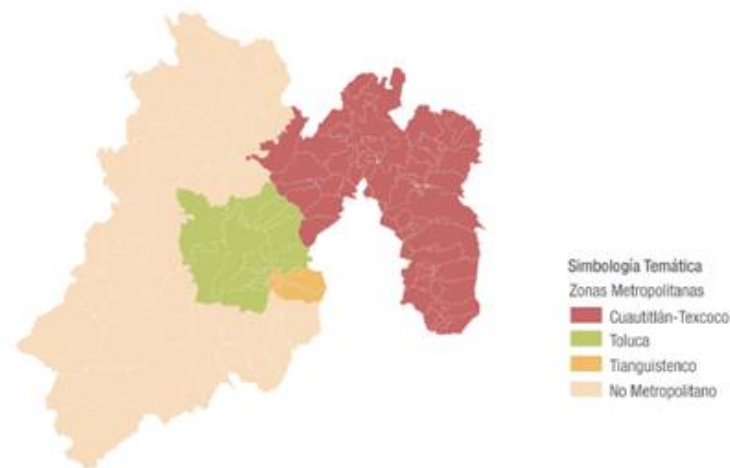 Simbología Temática
Zonas Metropolitanas
Cuautitlán-Texcoco
Toluca
Tianguistenco
No Metropolitano